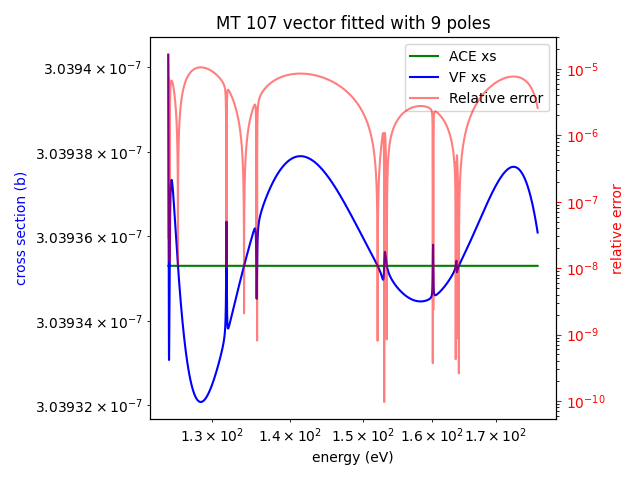 MT 107 vector fitted with 9 poles
ACE xs
VF xs
Relative error
3.0394 × 10⁻⁷
3.03938 × 10⁻⁷
3.03936 × 10⁻⁷
3.03934 × 10⁻⁷
3.03932 × 10⁻⁷
cross section (b)
10⁻⁵
10⁻⁶
10⁻⁷
10⁻⁸
10⁻⁹
10⁻¹⁰
relative error
1.3 × 10² 1.4 × 10² 1.5 × 10² 1.6 × 10² 1.7 × 10²
energy (eV)